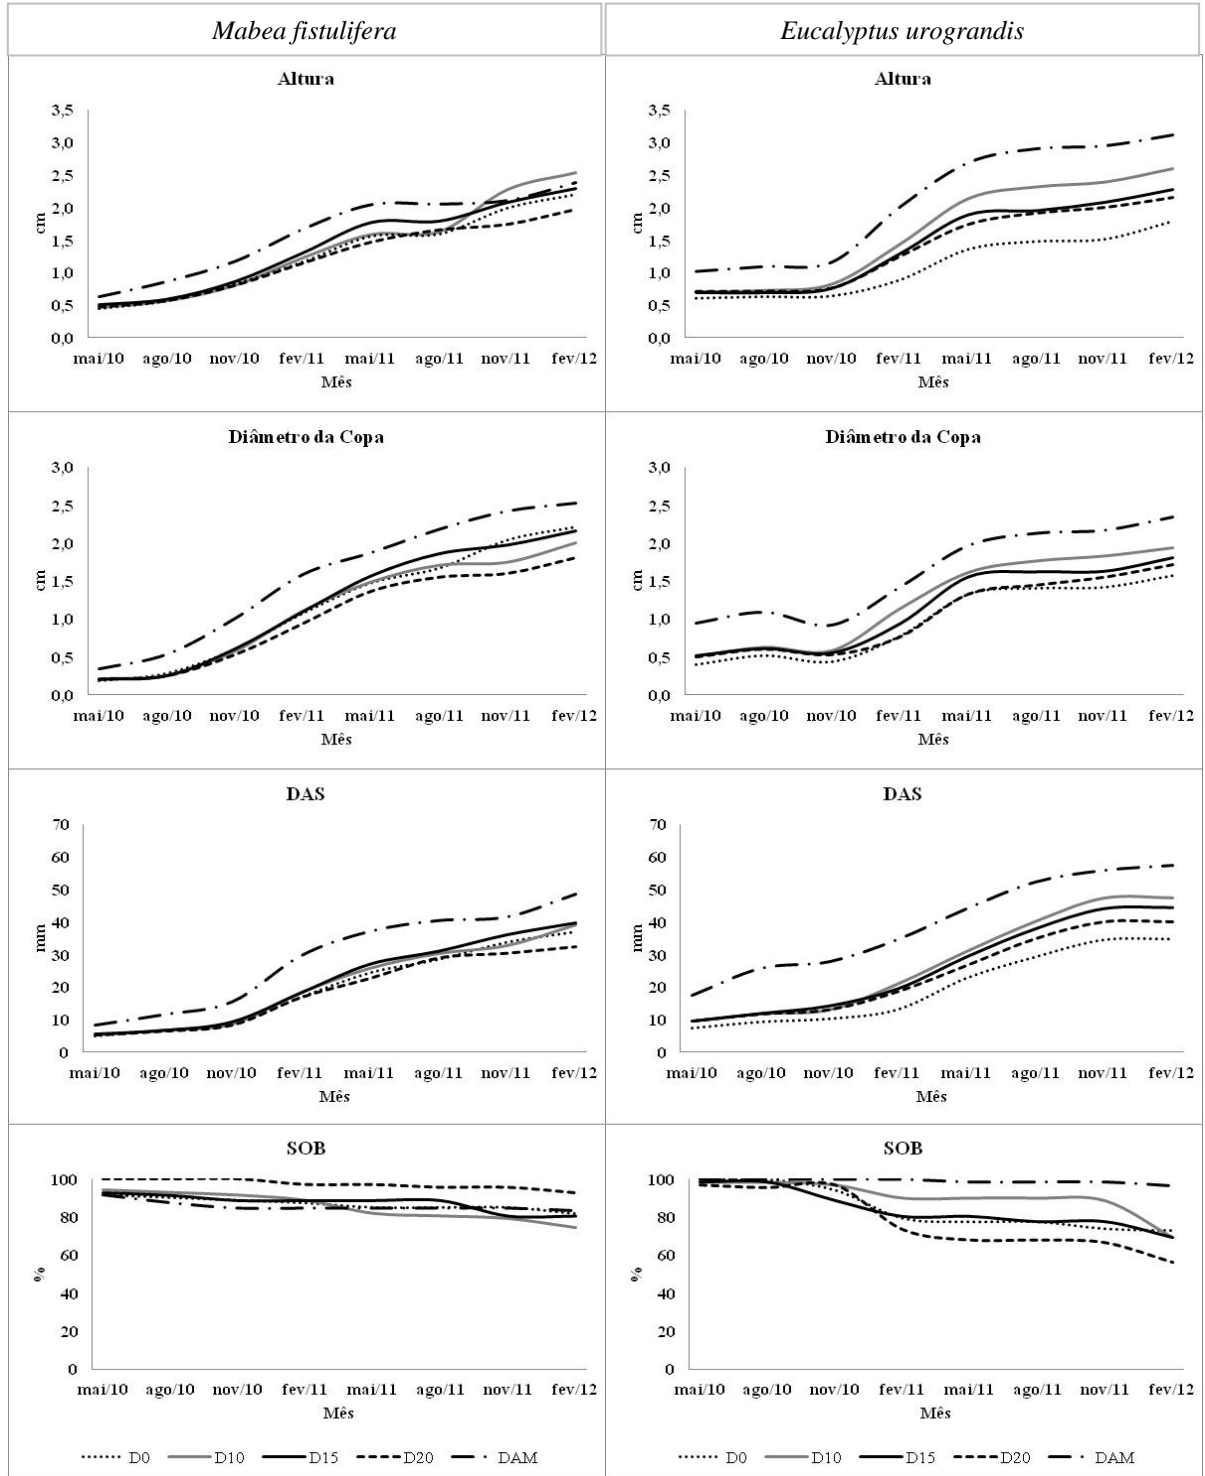 Mabea fistulifera
Eucalyptus urograndis
Altura
3,5
3,0
2,5
2,0
1,5
1,0
0,5
0,0
cm
mai/10 ago/10 nov/10 fev/11 mai/11 ago/11 nov/11 fev/12
Mês
Altura
3,5
3,0
2,5
2,0
1,5
1,0
0,5
0,0
cm
mai/10 ago/10 nov/10 fev/11 mai/11 ago/11 nov/11 fev/12
Mês
Diâmetro da Copa
3,0
2,5
2,0
1,5
1,0
0,5
0,0
cm
mai/10 ago/10 nov/10 fev/11 mai/11 ago/11 nov/11 fev/12
Mês
Diâmetro da Copa
3,0
2,5
2,0
1,5
1,0
0,5
0,0
cm
mai/10 ago/10 nov/10 fev/11 mai/11 ago/11 nov/11 fev/12
Mês
DAS
70
60
50
40
30
20
10
0
mm
mai/10 ago/10 nov/10 fev/11 mai/11 ago/11 nov/11 fev/12
Mês
DAS
70
60
50
40
30
20
10
0
mm
mai/10 ago/10 nov/10 fev/11 mai/11 ago/11 nov/11 fev/12
Mês
SOB
100
80
60
40
20
0
%
mai/10 ago/10 nov/10 fev/11 mai/11 ago/11 nov/11 fev/12
Mês
D0 D10 D15 D20 DAM
SOB
100
80
60
40
20
0
%
mai/10 ago/10 nov/10 fev/11 mai/11 ago/11 nov/11 fev/12
Mês
D0 D10 D15 D20 DAM